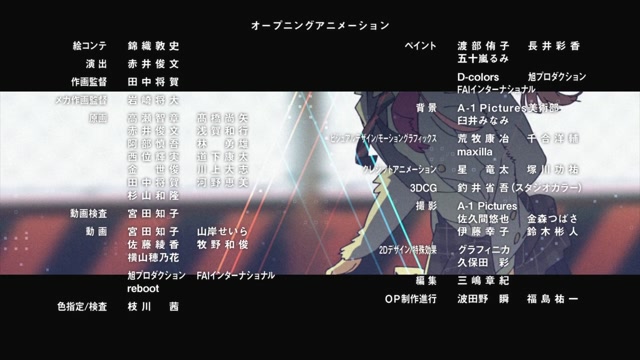 オープニングアニメーション
絵コンテ 錦織敦史
演出 赤井俊文
作画監督 田中将賀
メカ作画監督 岩崎将大
原画 高瀬智章 髙橋尚矢
赤井俊文 浅賀和行
阿部慎吾 林 勇雄
西位輝実 道下康太
金 世俊 川上大志
田中将賀 河野恵美
杉山和隆
動画検査 宮田知子
動画 宮田知子 山岸せいら
佐藤綾香 牧野和俊
横山穂乃花
旭プロダクション FAIインターナショナル
reboot
色指定/検査 枝川 茜
ペイント 渡部侑子 長井彩香
五十嵐るみ
D-colors 旭プロダクション
FAIインターナショナル
背景 A-1 Pictures美術部
臼井みなみ
セルアップデザイン/モーショングラフィックス 荒牧康治 千合洋輔
maxilla
クレジットアニメーション 星 竜太 塚川功祐
3DCG 釣井省吾(スタジオカラー)
撮影 A-1 Pictures
佐久間悠也 金森つばさ
伊藤幸子 鈴木彬人
2Dデザイン/特殊効果 グラフィニカ
久保田 彩
編集 三嶋章紀
OP制作進行 波田野 瞬 福島祐一